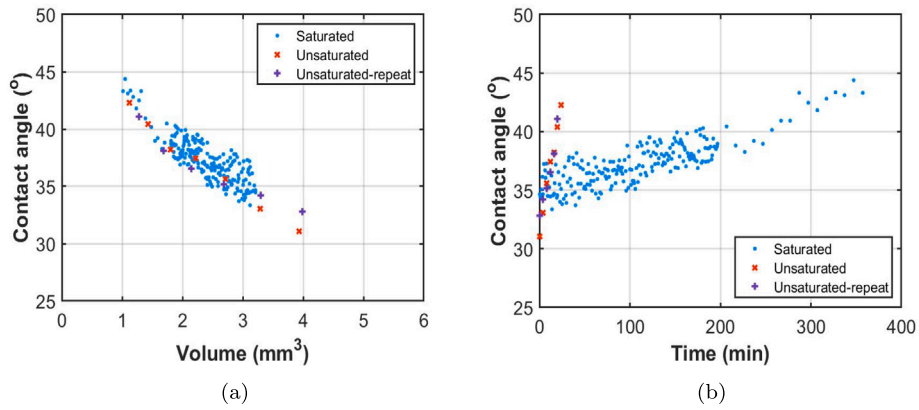 50
45
40
35
30
25
Contact angle (°)
0 1 2 3 4 5 6
Volume (mm³)
Saturated
Unsaturated
Unsaturated-repeat
(a)
50
45
40
35
30
25
Contact angle (°)
0 100 200 300 400
Time (min)
Saturated
Unsaturated
Unsaturated-repeat
(b)